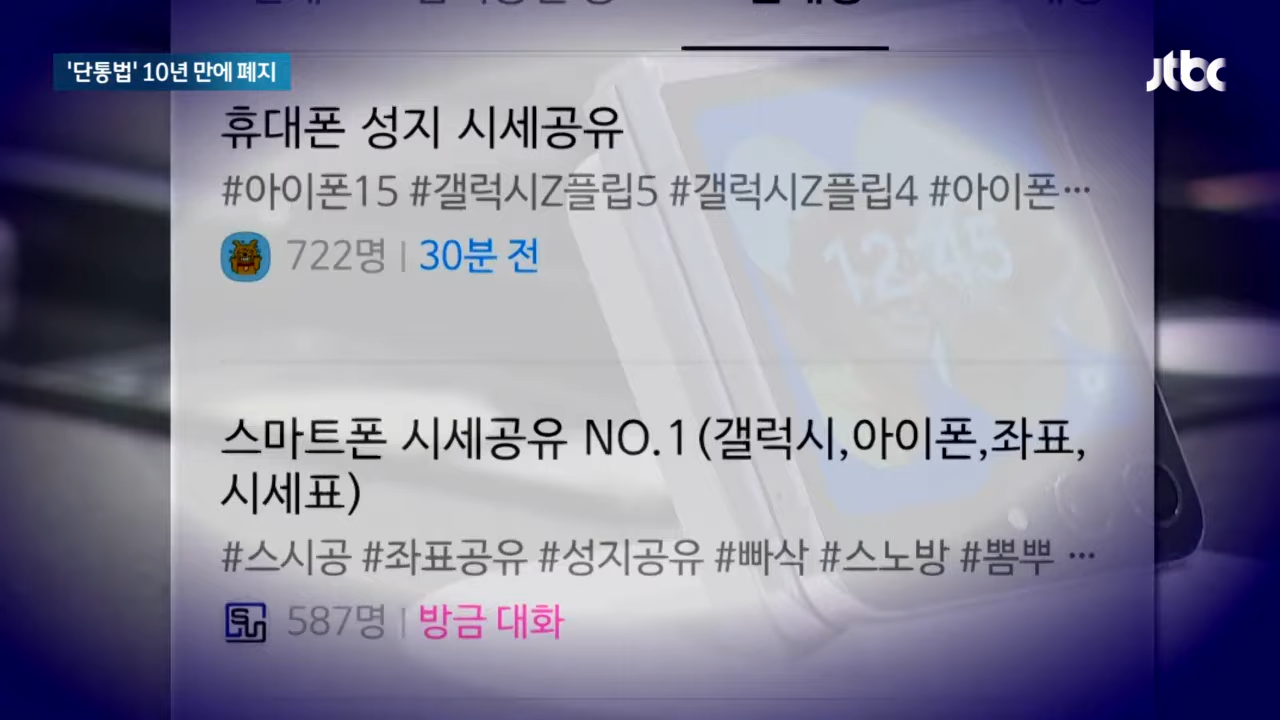 '단통법' 10년 만에 폐지
jtbc
휴대폰 성지 시세공유
#아이폰15 #갤럭시Z플립5 #갤럭시Z플립4 #아이폰…
722명 | 30분 전
12:45
스마트폰 시세공유 NO.1(갤럭시,아이폰,좌표,
시세표)
#스시공 #좌표공유 #성지공유 #빠삭 #스노방 #뽐뿌 …
587명 | 방금 대화